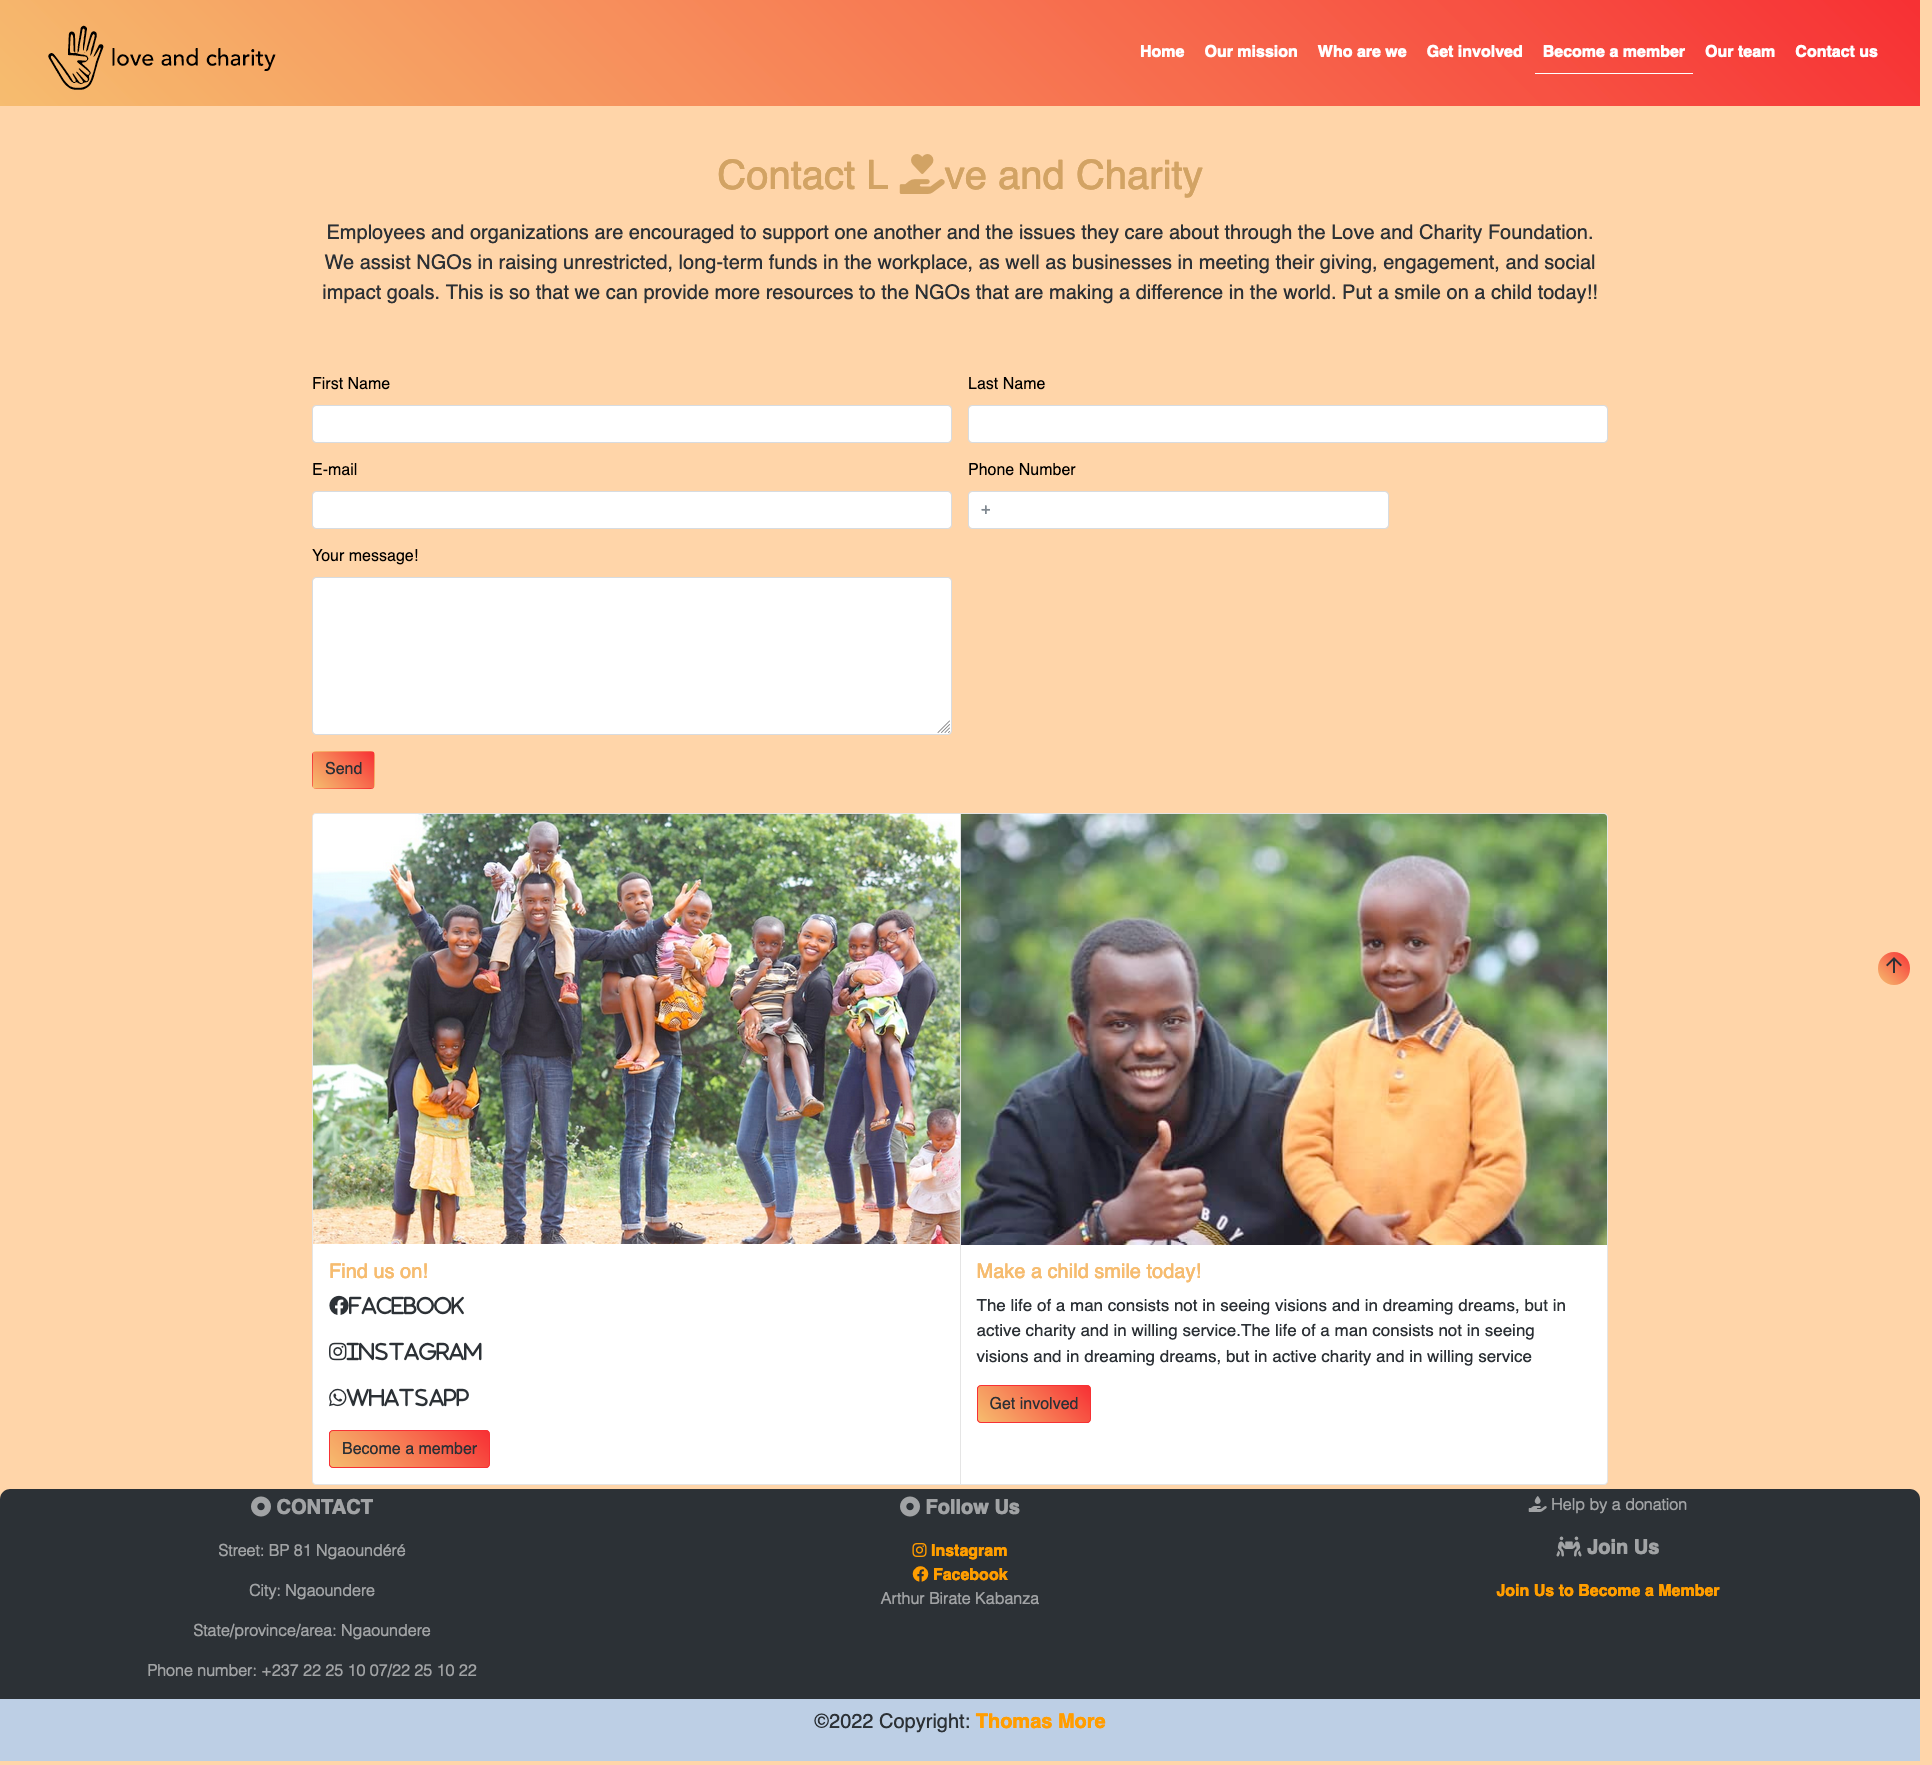 love and charity
Home Our mission Who are we Get involved Become a member Our team Contact us
Contact L ve and Charity
Employees and organizations are encouraged to support one another and the issues they care about through the Love and Charity Foundation.
We assist NGOs in raising unrestricted, long-term funds in the workplace, as well as businesses in meeting their giving, engagement, and social
impact goals. This is so that we can provide more resources to the NGOs that are making a difference in the world. Put a smile on a child today!!
First Name
Last Name
E-mail
Phone Number
+
Your message!
Send
BOY
Find us on!
FACEBOOK
INSTAGRAM
WHATSAPP
Become a member
Make a child smile today!
The life of a man consists not in seeing visions and in dreaming dreams, but in
active charity and in willing service.The life of a man consists not in seeing
visions and in dreaming dreams, but in active charity and in willing service
Get involved
CONTACT
Street: BP 81 Ngaoundéré
City: Ngaoundere
State/province/area: Ngaoundere
Phone number: +237 22 25 10 07/22 25 10 22
Follow Us
Instagram
Facebook
Arthur Birate Kabanza
Help by a donation
Join Us
Join Us to Become a Member
©2022 Copyright: Thomas More